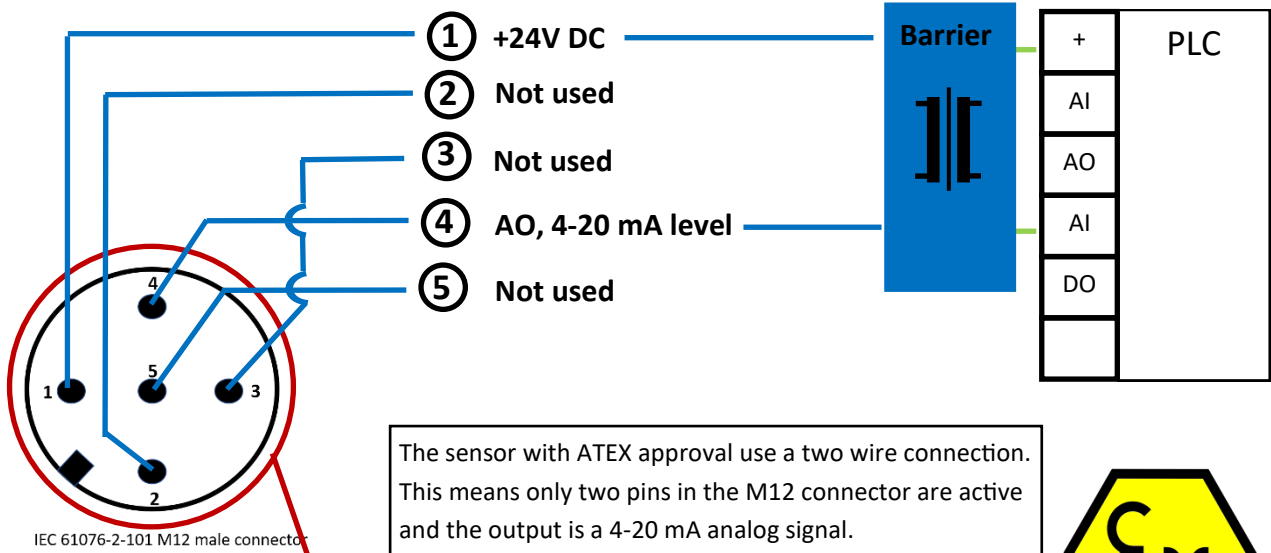 1 +24V DC
2 Not used
3 Not used
4 AO, 4-20 mA level
5 Not used
Barrier
PLC
+
AI
AO
AI
DO
4
5
1
3
2
IEC 61076-2-101 M12 male connector
The sensor with ATEX approval use a two wire connection.
This means only two pins in the M12 connector are active
and the output is a 4-20 mA analog signal.